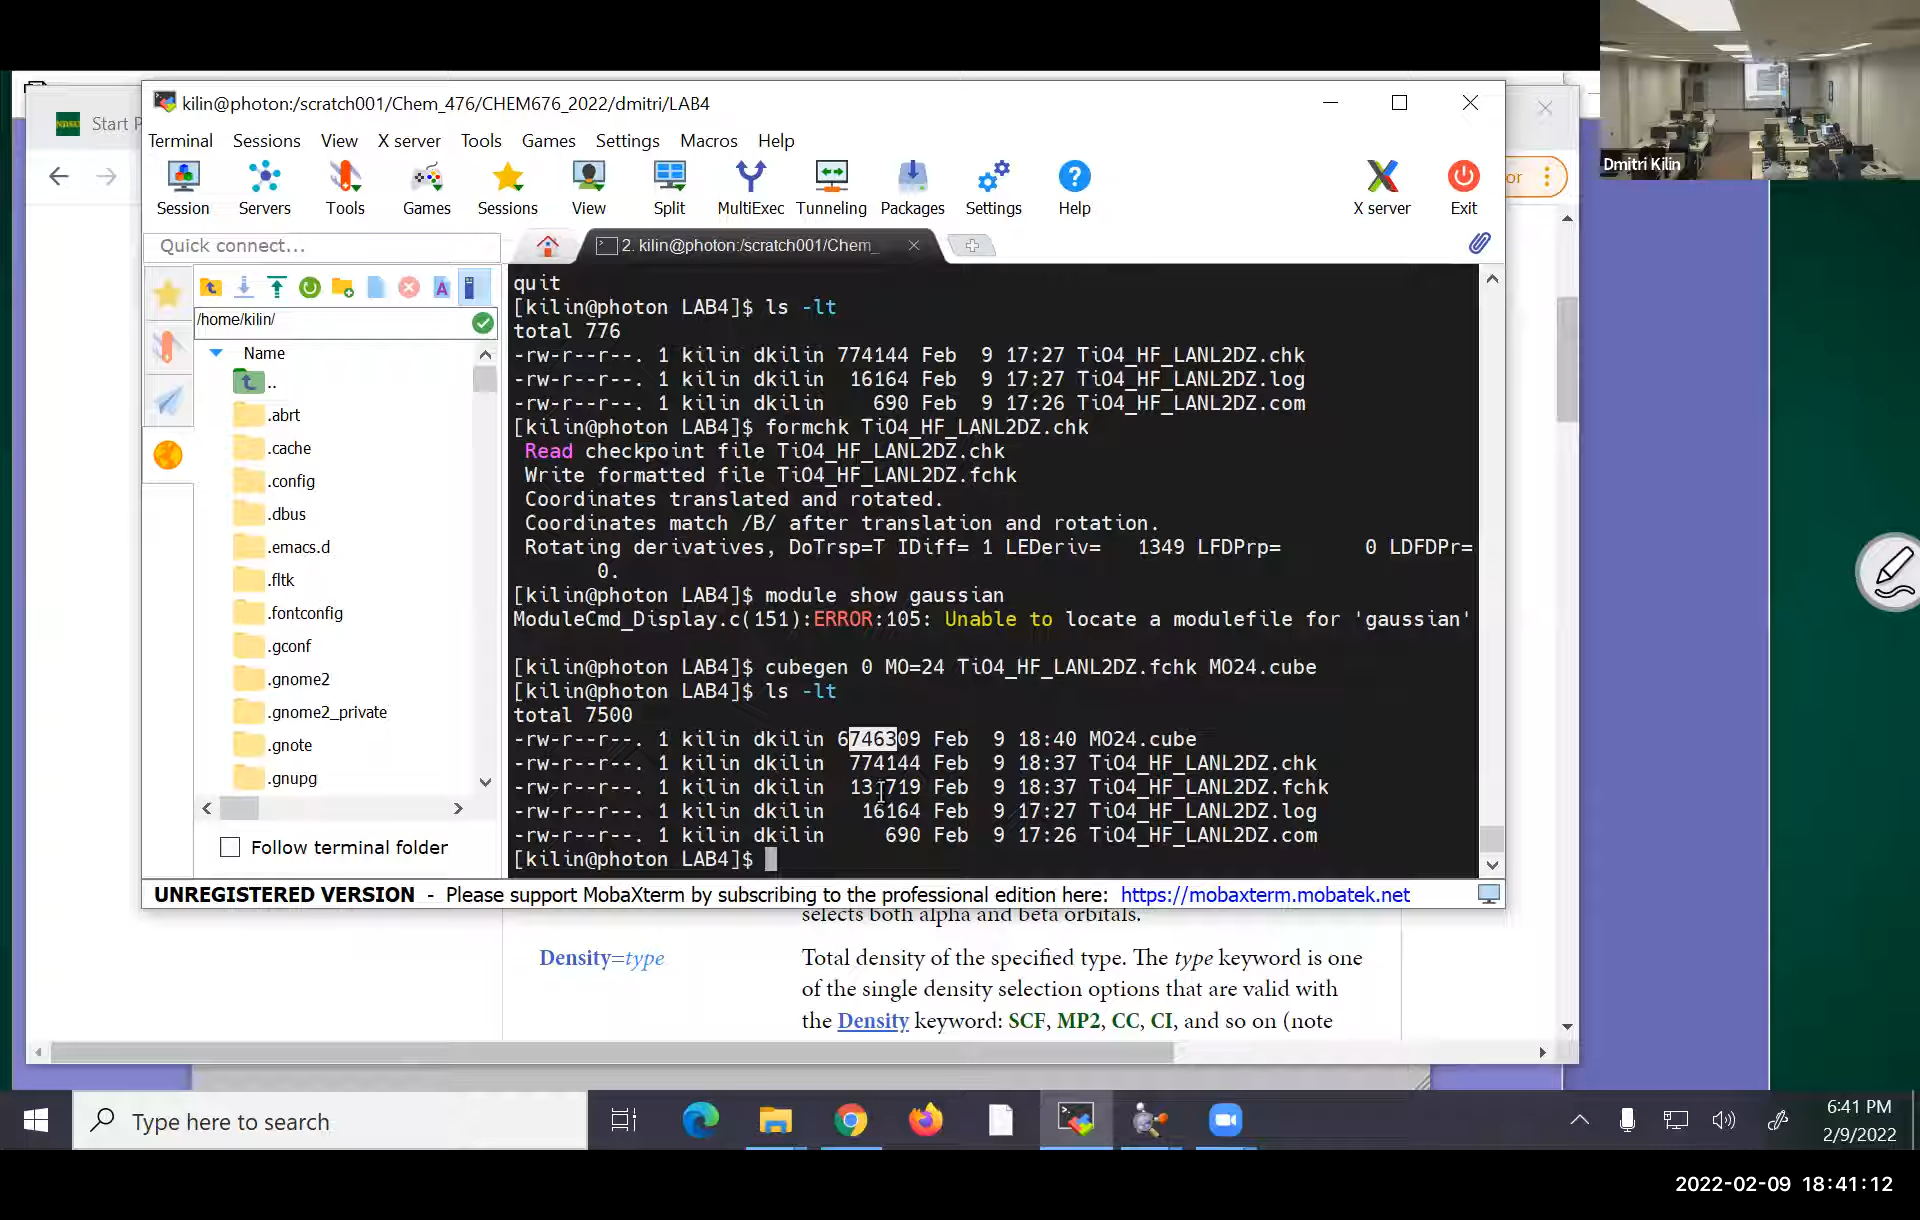 Start P
kilin@photon:/scratch001/Chem_476/CHEM676_2022/dmitri/LAB4
Terminal Sessions View X server Tools Games Settings Macros Help
Session Servers Tools Games Sessions View Split MultiExec Tunneling Packages Settings Help X server Exit
or
Dmitri Kilin
Quick connect...
2. kilin@photon:/scratch001/Chem_
/home/kilin/
Name
..
.abrt
.cache
.config
.dbus
.emacs.d
.fltk
.fontconfig
.gconf
.gnome2
.gnome2_private
.gnote
.gnupg
Follow terminal folder
quit
[kilin@photon LAB4]$ ls -lt
total 776
-rw-r--r--. 1 kilin dkilin 774144 Feb  9 17:27 TiO4_HF_LANL2DZ.chk
-rw-r--r--. 1 kilin dkilin  16164 Feb  9 17:27 TiO4_HF_LANL2DZ.log
-rw-r--r--. 1 kilin dkilin    690 Feb  9 17:26 TiO4_HF_LANL2DZ.com
[kilin@photon LAB4]$ formchk TiO4_HF_LANL2DZ.chk
Read checkpoint file TiO4_HF_LANL2DZ.chk
Write formatted file TiO4_HF_LANL2DZ.fchk
Coordinates translated and rotated.
Coordinates match /B/ after translation and rotation.
Rotating derivatives, DoTrsp=T IDiff= 1 LEDeriv=   1349 LFDPrp=       0 LDFDPr=
0.
[kilin@photon LAB4]$ module show gaussian
ModuleCmd_Display.c(151):ERROR:105: Unable to locate a modulefile for 'gaussian'
[kilin@photon LAB4]$ cubegen 0 MO=24 TiO4_HF_LANL2DZ.fchk MO24.cube
[kilin@photon LAB4]$ ls -lt
total 7500
-rw-r--r--. 1 kilin dkilin 6746309 Feb  9 18:40 MO24.cube
-rw-r--r--. 1 kilin dkilin  774144 Feb  9 18:37 TiO4_HF_LANL2DZ.chk
-rw-r--r--. 1 kilin dkilin Feb  9 18:37 TiO4_HF_LANL2DZ.fchk
-rw-r--r--. 1 kilin dkilin   16164 Feb  9 17:27 TiO4_HF_LANL2DZ.log
-rw-r--r--. 1 kilin dkilin     690 Feb  9 17:26 TiO4_HF_LANL2DZ.com
[kilin@photon LAB4]$
UNREGISTERED VERSION - Please support MobaXterm by subscribing to the professional edition here: https://mobaxterm.mobatek.net
selects both alpha and beta orbitals.
Density=type
Total density of the specified type. The type keyword is one
of the single density selection options that are valid with
the Density keyword: SCF, MP2, CC, CI, and so on (note
Type here to search
6:41 PM
2/9/2022
2022-02-09 18:41:12